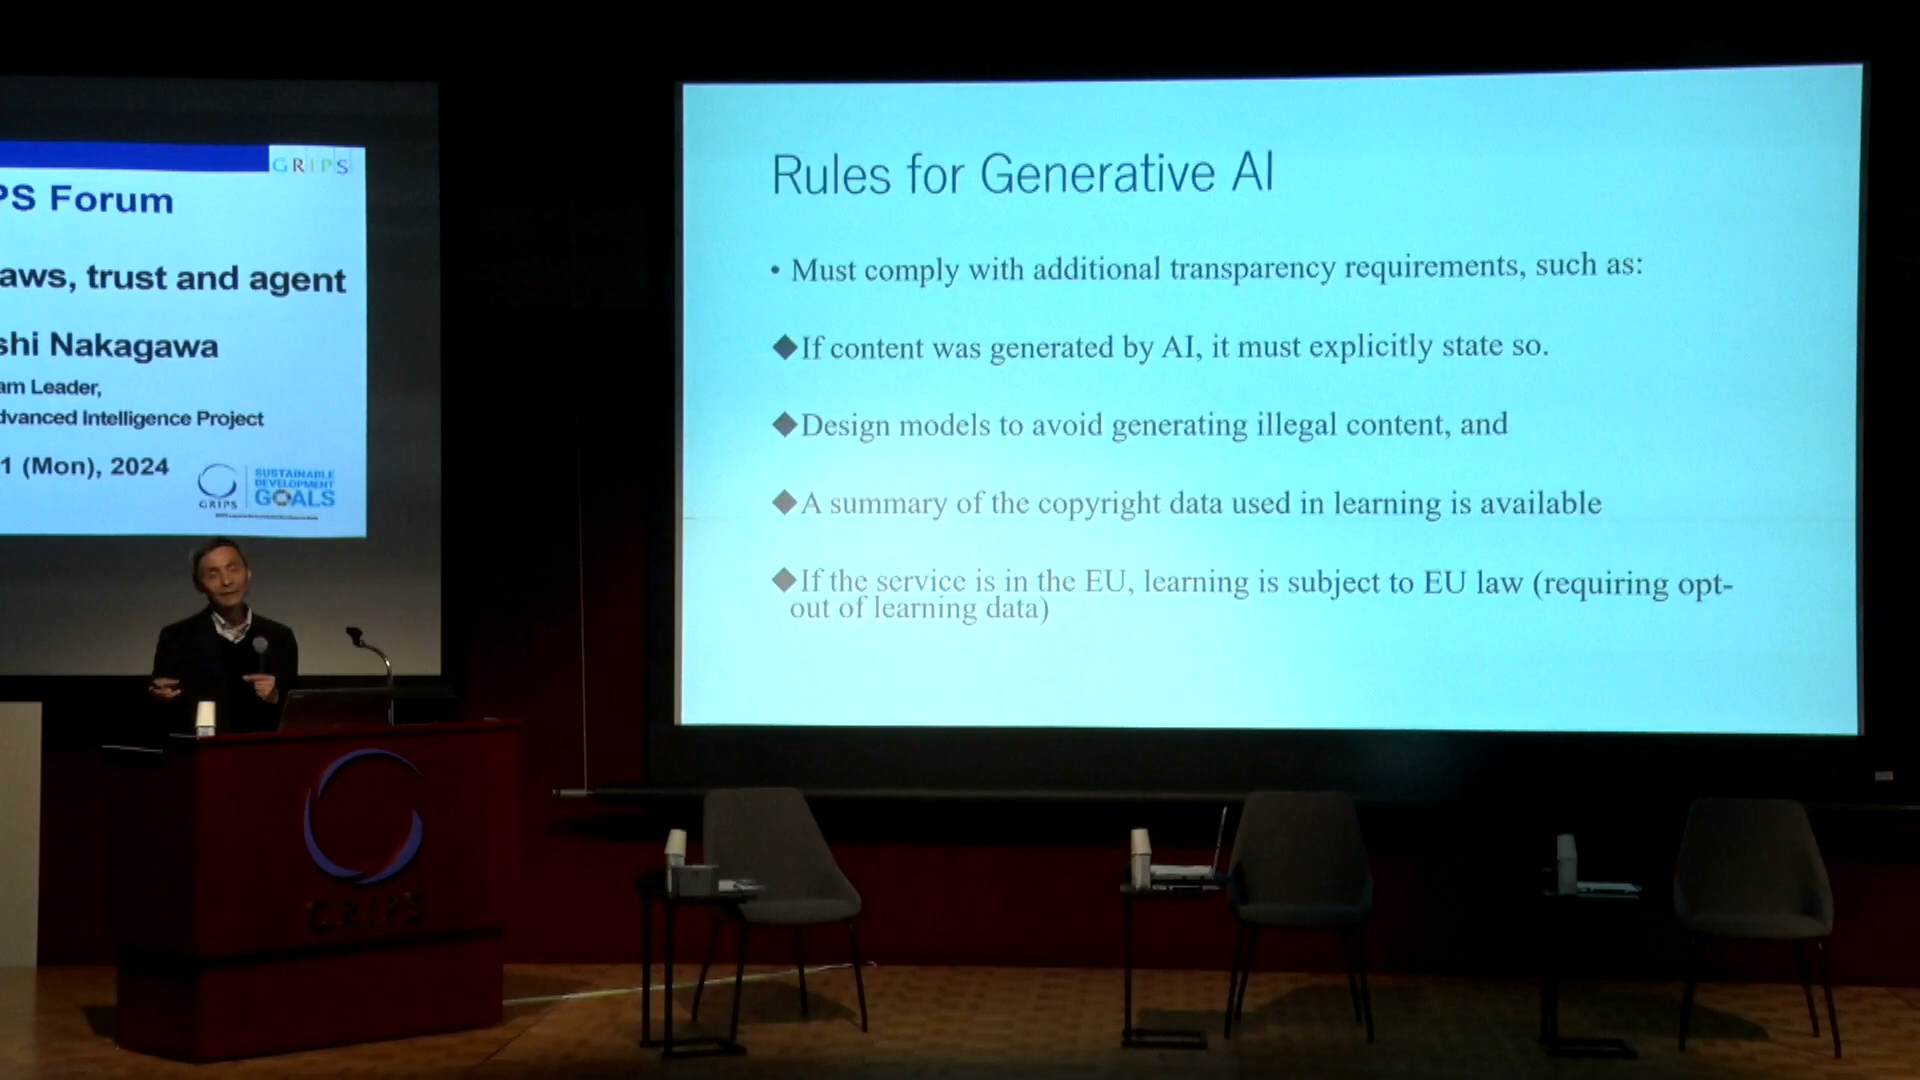 GRIPS
PS Forum
aws, trust and agent
shi Nakagawa
am Leader,
dvanced Intelligence Project
1 (Mon), 2024
GRIPS
SUSTAINABLE
DEVELOPMENT
GOALS
GRIPS
Rules for Generative AI
• Must comply with additional transparency requirements, such as:
◆If content was generated by AI, it must explicitly state so.
◆Design models to avoid generating illegal content, and
◆A summary of the copyright data used in learning is available
◆If the service is in the EU, learning is subject to EU law (requiring opt-
out of learning data)